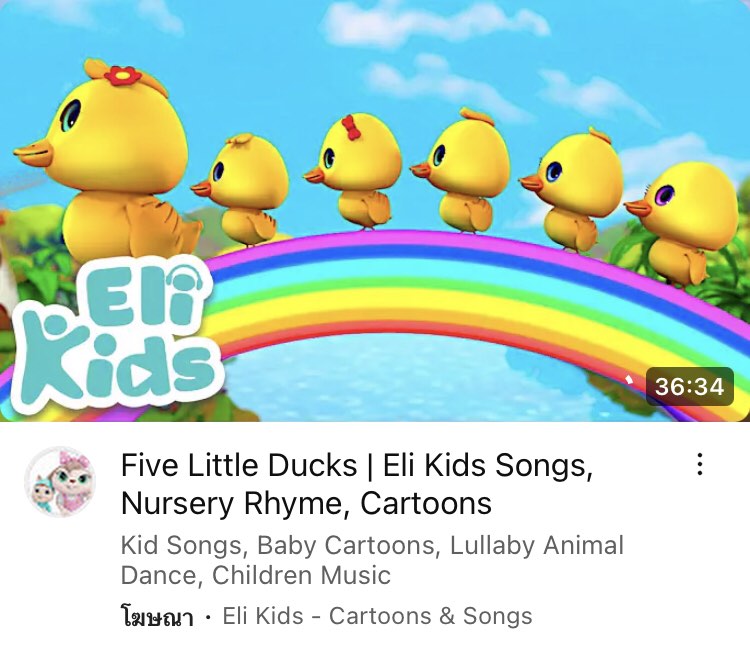 Eli
Kids
36:34
Five Little Ducks | Eli Kids Songs,
Nursery Rhyme, Cartoons
Kid Songs, Baby Cartoons, Lullaby Animal
Dance, Children Music
โฆษณา · Eli Kids - Cartoons & Songs